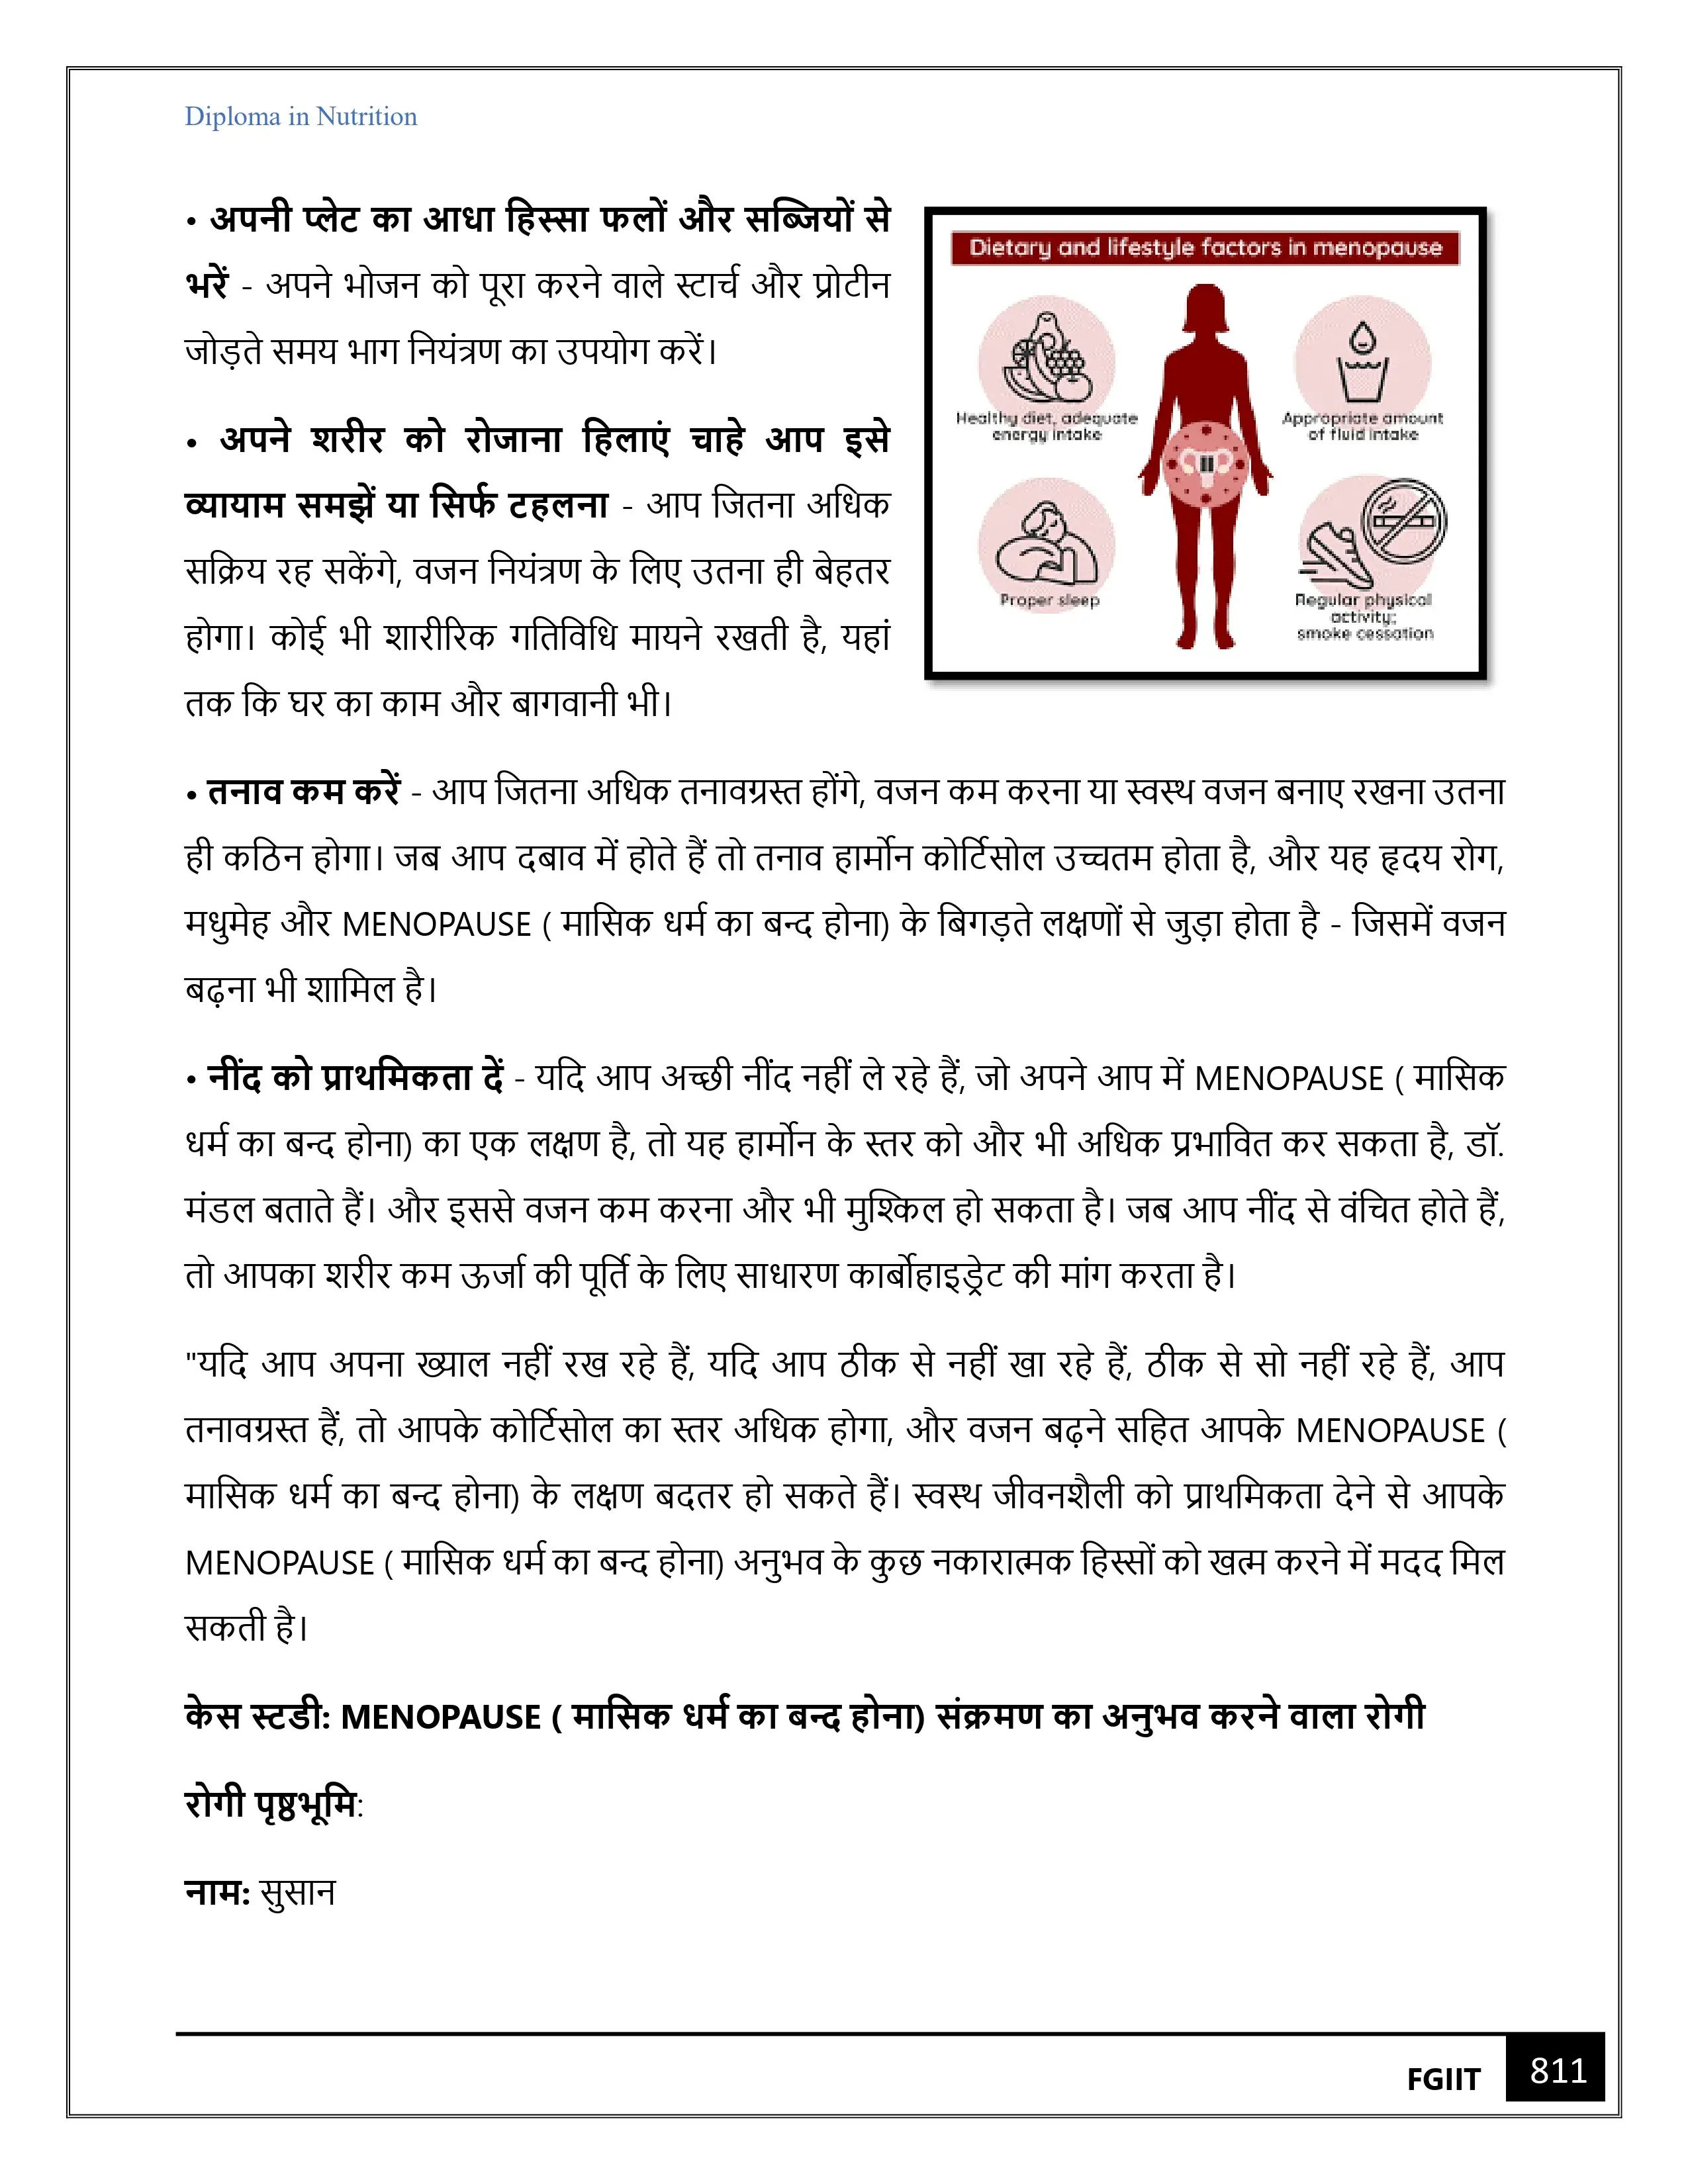 Diploma in Nutrition
• अपनी प्लेट का आधा हिस्सा फलों और सब्जियों से
भरें - अपने भोजन को पूरा करने वाले स्टार्च और प्रोटीन
जोड़ते समय भाग नियंत्रण का उपयोग करें।
• अपने शरीर को रोजाना हिलाएं चाहे आप इसे
व्यायाम समझें या सिर्फ टहलना - आप जितना अधिक
सक्रिय रह सकेंगे, वजन नियंत्रण के लिए उतना ही बेहतर
होगा। कोई भी शारीरिक गतिविधि मायने रखती है, यहां
तक कि घर का काम और बागवानी भी।
Dietary and lifestyle factors in menopause
Healthy diet, adequate
energy intake
Appropriate amount
of fluid intake
Proper sleep
Regular physical
activity;
smoke cessation
• तनाव कम करें - आप जितना अधिक तनावग्रस्त होंगे, वजन कम करना या स्वस्थ वजन बनाए रखना उतना
ही कठिन होगा। जब आप दबाव में होते हैं तो तनाव हार्मोन कोर्टिसोल उच्चतम होता है, और यह हृदय रोग,
मधुमेह और MENOPAUSE ( मासिक धर्म का बन्द होना) के बिगड़ते लक्षणों से जुड़ा होता है - जिसमें वजन
बढ़ना भी शामिल है।
• नींद को प्राथमिकता दें - यदि आप अच्छी नींद नहीं ले रहे हैं, जो अपने आप में MENOPAUSE ( मासिक
धर्म का बन्द होना) का एक लक्षण है, तो यह हार्मोन के स्तर को और भी अधिक प्रभावित कर सकता है, डॉ.
मंडल बताते हैं। और इससे वजन कम करना और भी मुश्किल हो सकता है। जब आप नींद से वंचित होते हैं,
तो आपका शरीर कम ऊर्जा की पूर्ति के लिए साधारण कार्बोहाइड्रेट की मांग करता है।
"यदि आप अपना ख्याल नहीं रख रहे हैं, यदि आप ठीक से नहीं खा रहे हैं, ठीक से सो नहीं रहे हैं, आप
तनावग्रस्त हैं, तो आपके कोर्टिसोल का स्तर अधिक होगा, और वजन बढ़ने सहित आपके MENOPAUSE (
मासिक धर्म का बन्द होना) के लक्षण बदतर हो सकते हैं। स्वस्थ जीवनशैली को प्राथमिकता देने से आपके
MENOPAUSE ( मासिक धर्म का बन्द होना) अनुभव के कुछ नकारात्मक हिस्सों को खत्म करने में मदद मिल
सकती है।
केस स्टडी: MENOPAUSE ( मासिक धर्म का बन्द होना) संक्रमण का अनुभव करने वाला रोगी
रोगी पृष्ठभूमि:
नाम: सुसान
FGIIT 811